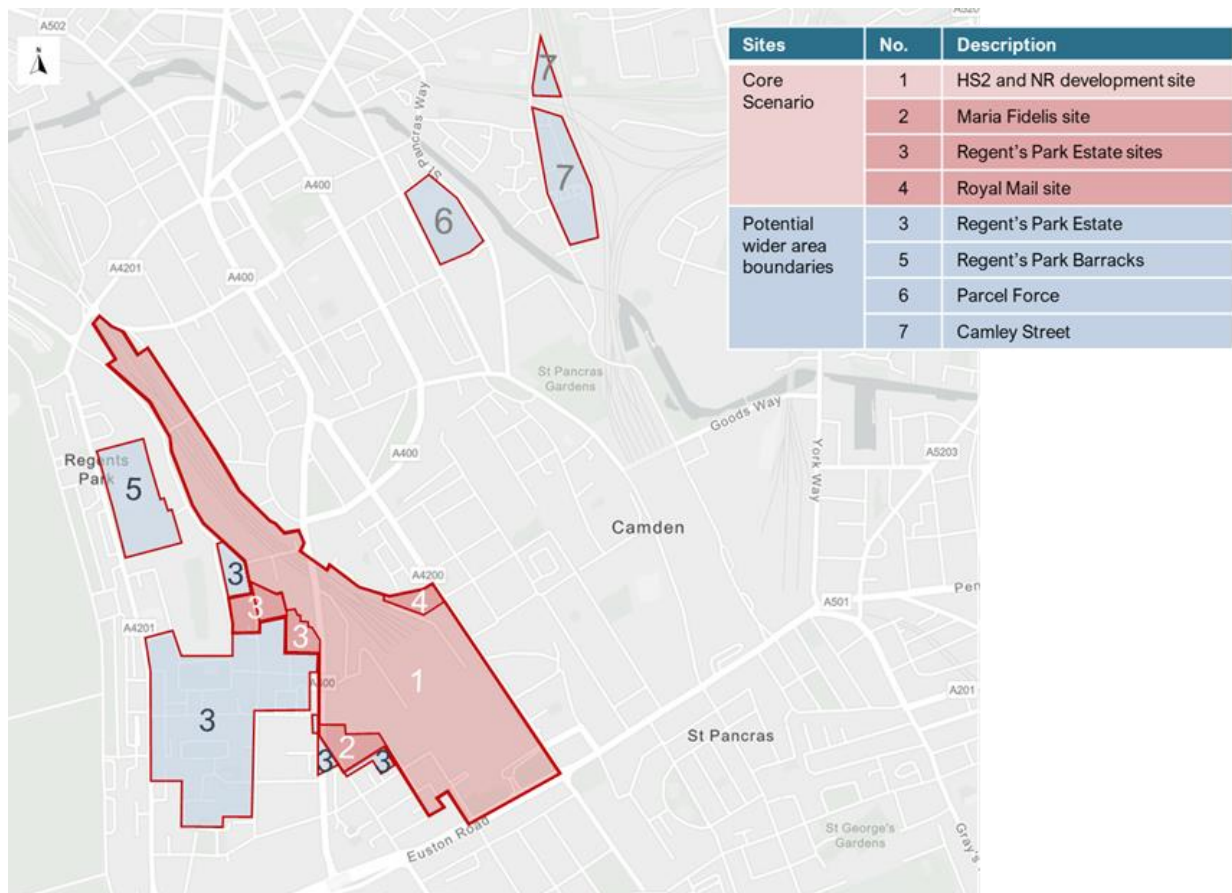 A502
N
7
St Pancras Way
St
7
A400
6
A4201
A400
St Pancras
Gardens
Goods Way
York Way
A5203
A400
Regents
Park
5
Camden
3
A4200
4
3
A501
A4201
3
1
A201
3
St Pancras
2
3
3
Euston Road
St George's
Gardens
Gray's
Sites No. Description
Core
Scenario
1 HS2 and NR development site
2 Maria Fidelis site
3 Regent's Park Estate sites
4 Royal Mail site
Potential
wider area
boundaries
3 Regent's Park Estate
5 Regent's Park Barracks
6 Parcel Force
7 Camley Street